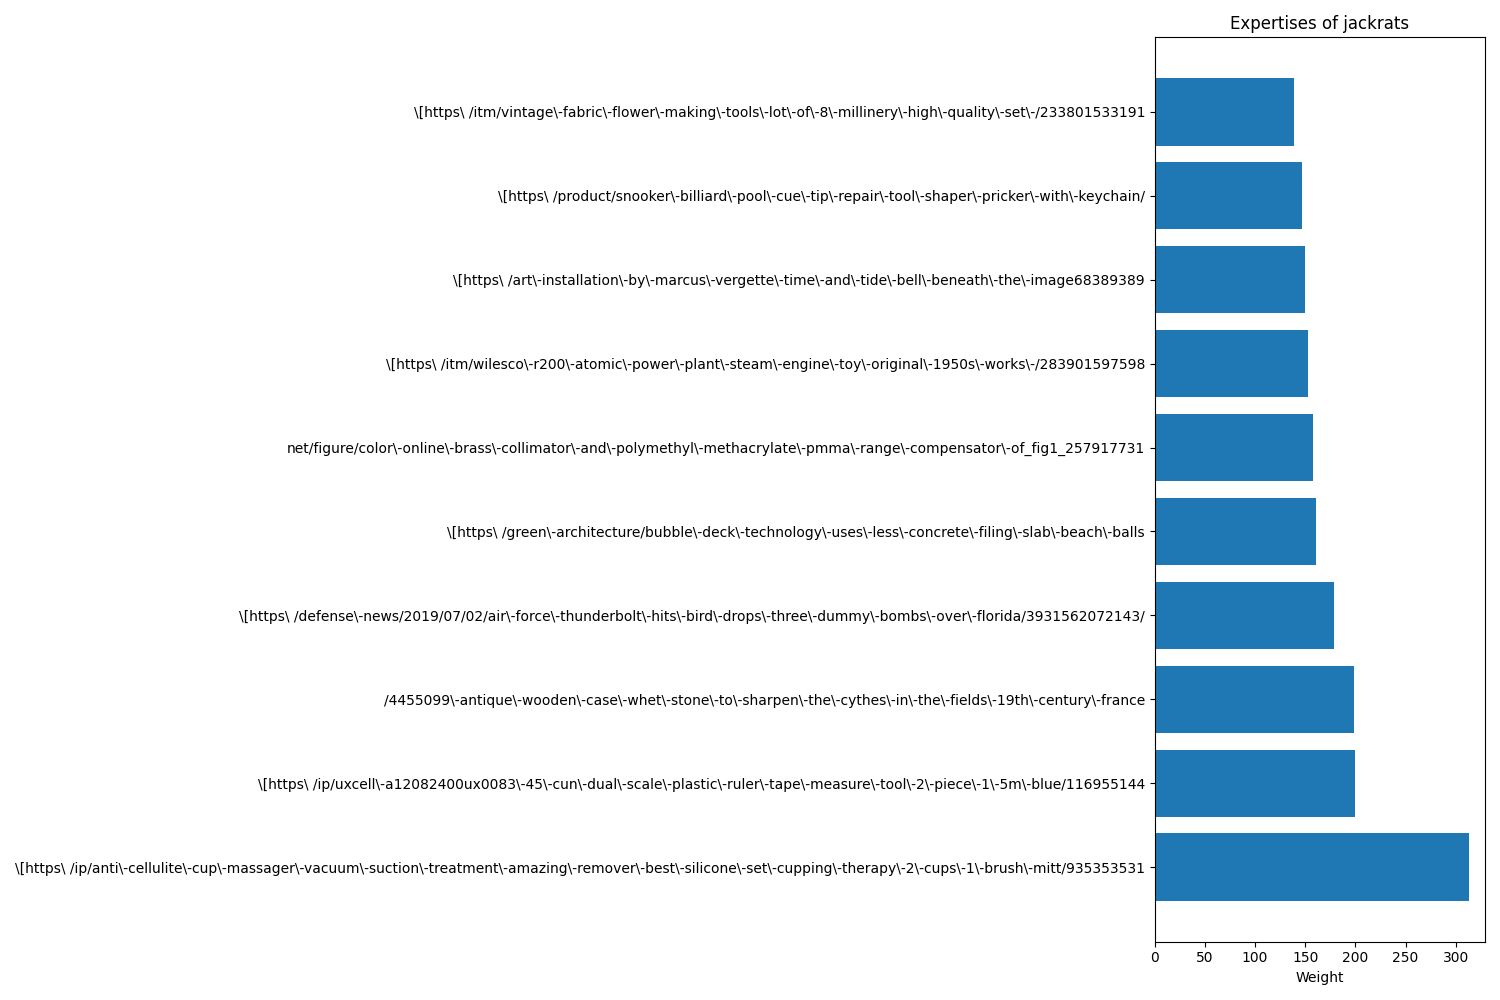 Expertises of jackrats
\[https\ /itm/vintage\-fabric\-flower\-making\-tools\-lot\-of\-8\-millinery\-high\-quality\-set\-/233801533191
\[https\ /product/snooker\-billiard\-pool\-cue\-tip\-repair\-tool\-shaper\-pricker\-with\-keychain/
\[https\ /art\-installation\-by\-marcus\-vergette\-time\-and\-tide\-bell\-beneath\-the\-image68389389
\[https\ /itm/wilesco\-r200\-atomic\-power\-plant\-steam\-engine\-toy\-original\-1950s\-works\-/283901597598
net/figure/color\-online\-brass\-collimator\-and\-polymethyl\-methacrylate\-pmma\-range\-compensator\-of_fig1_257917731
\[https\ /green\-architecture/bubble\-deck\-technology\-uses\-less\-concrete\-filing\-slab\-beach\-balls
\[https\ /defense\-news/2019/07/02/air\-force\-thunderbolt\-hits\-bird\-drops\-three\-dummy\-bombs\-over\-florida/3931562072143/
/4455099\-antique\-wooden\-case\-whet\-stone\-to\-sharpen\-the\-cythes\-in\-the\-fields\-19th\-century\-france
\[https\ /ip/uxcell\-a12082400ux0083\-45\-cun\-dual\-scale\-plastic\-ruler\-tape\-measure\-tool\-2\-piece\-1\-5m\-blue/116955144
\[https\ /ip/anti\-cellulite\-cup\-massager\-vacuum\-suction\-treatment\-amazing\-remover\-best\-silicone\-set\-cupping\-therapy\-2\-cups\-1\-brush\-mitt/935353531
0 50 100 150 200 250 300
Weight